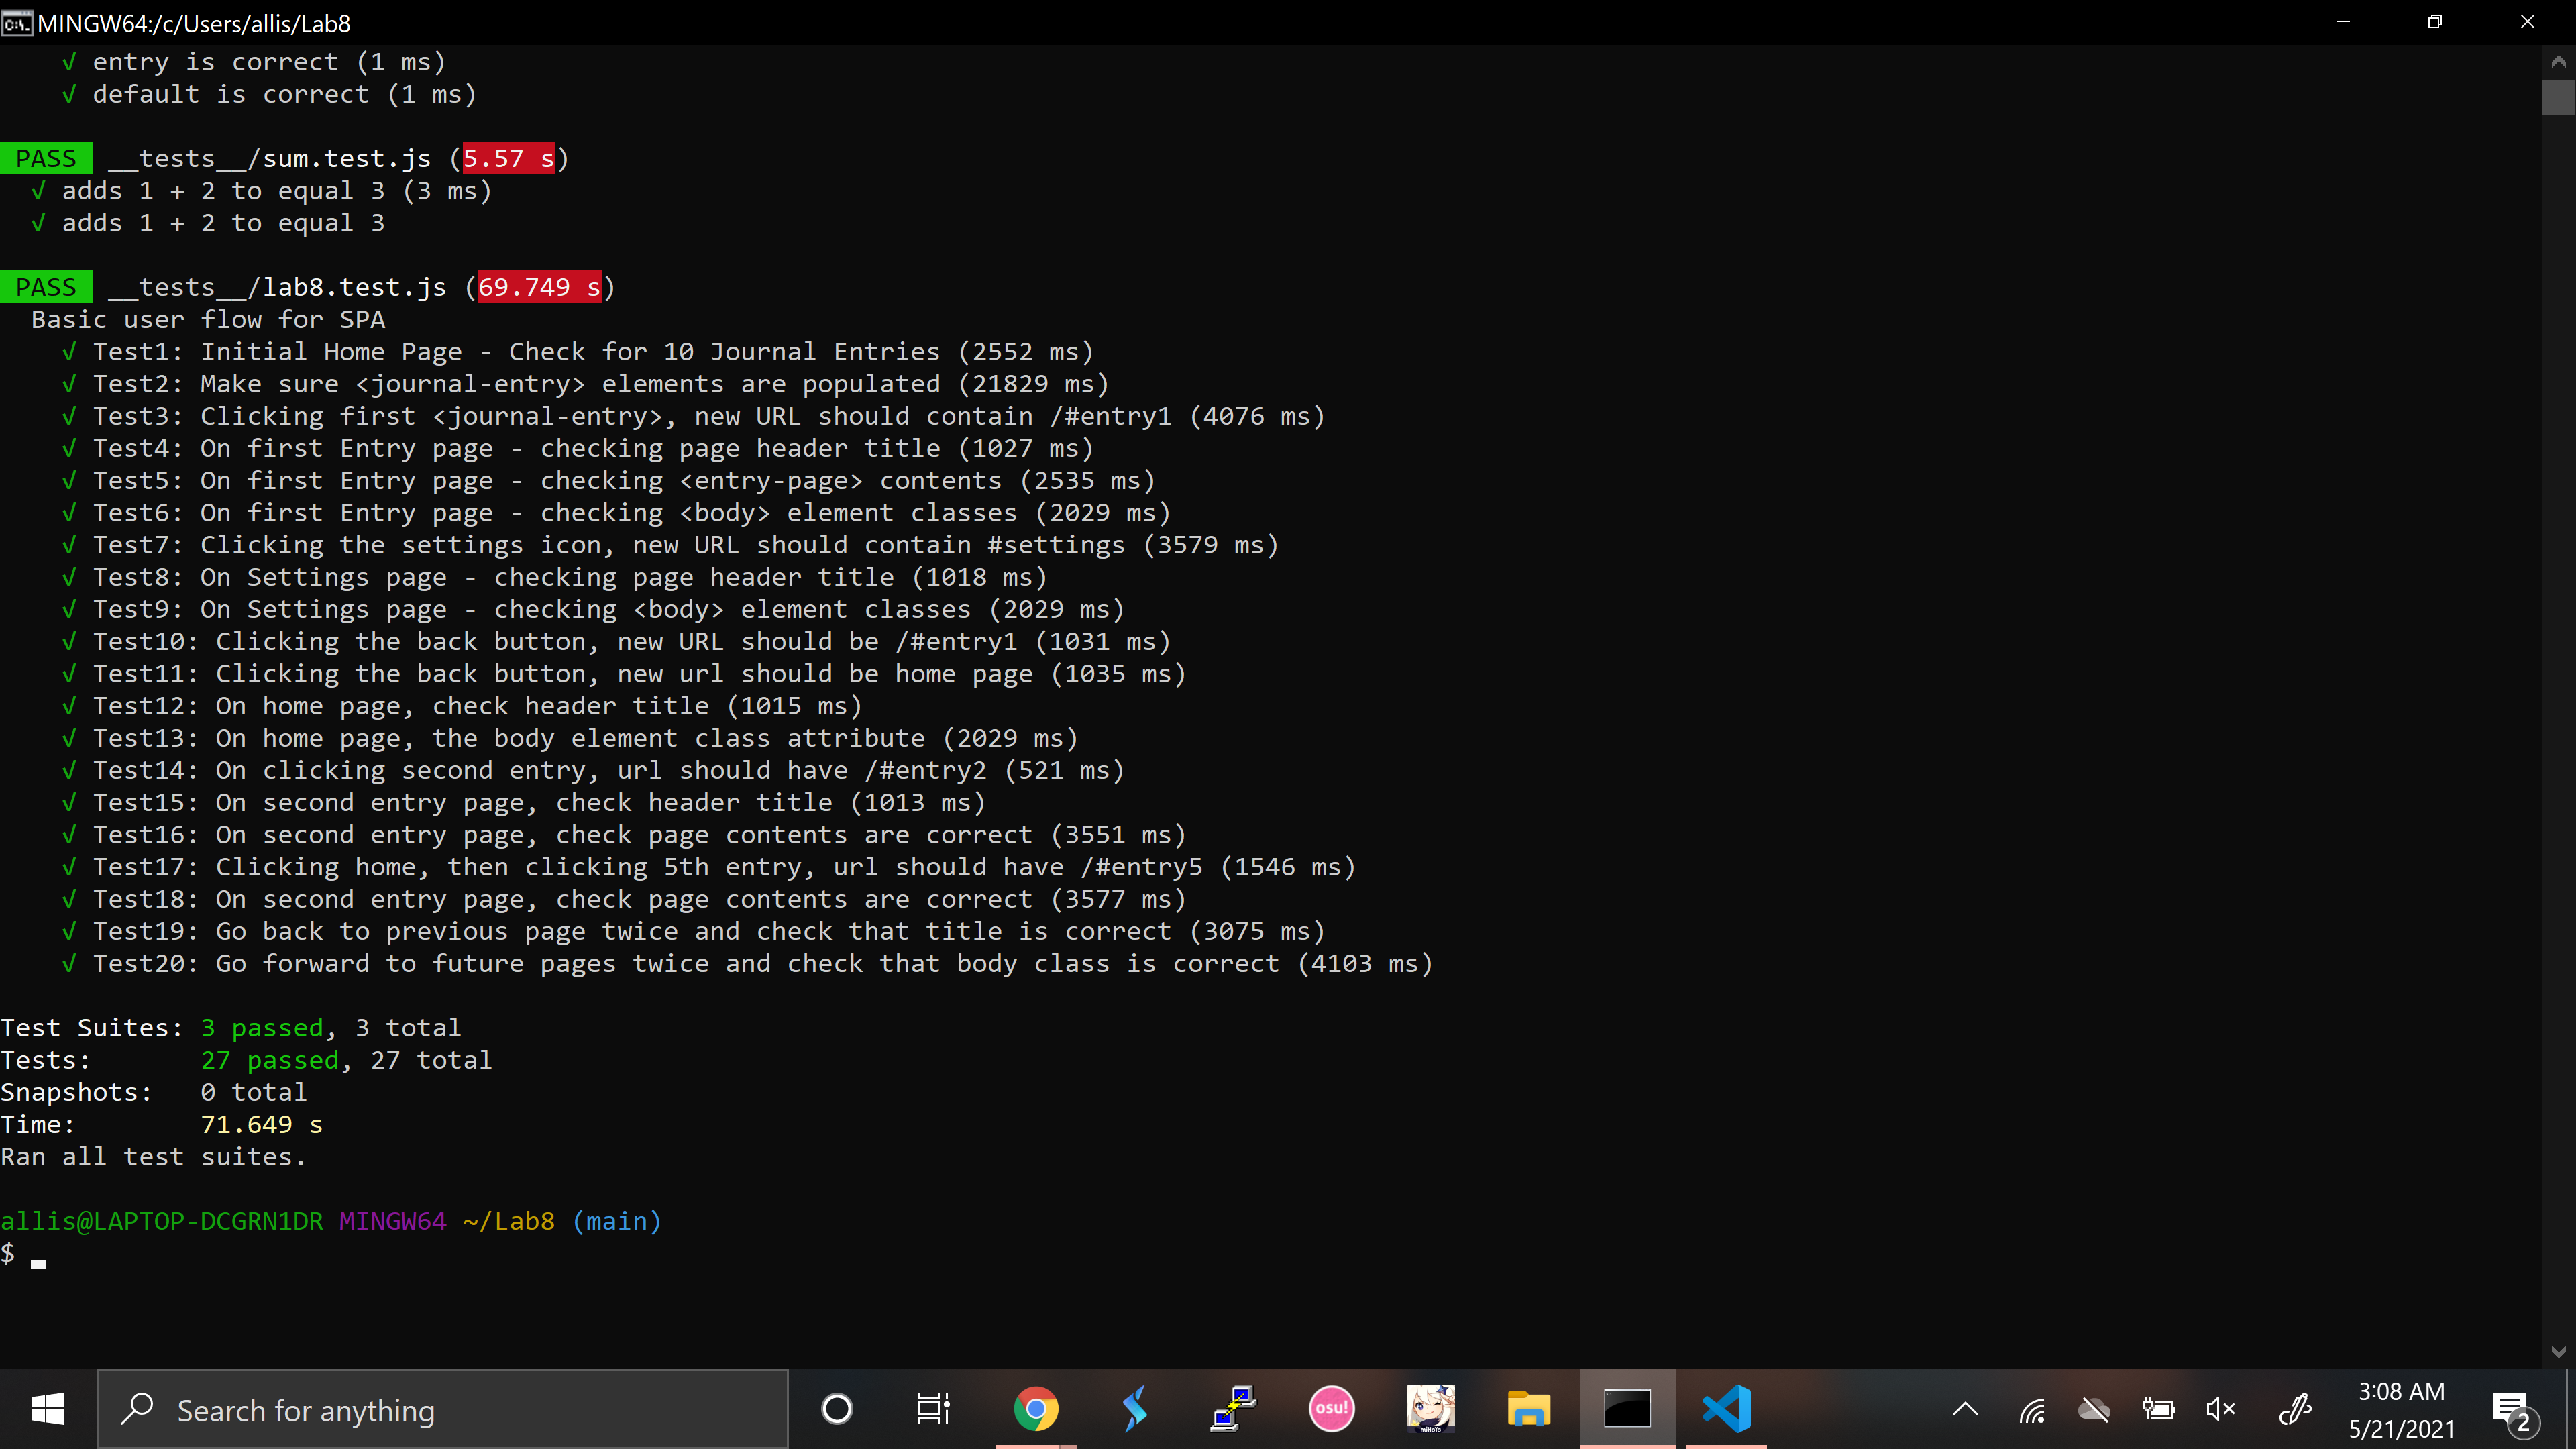 MINGW64:/c/Users/allis/Lab8
√ entry is correct (1 ms)
√ default is correct (1 ms)
PASS __tests__/sum.test.js (5.57 s)
√ adds 1 + 2 to equal 3 (3 ms)
√ adds 1 + 2 to equal 3
PASS __tests__/lab8.test.js (69.749 s)
Basic user flow for SPA
√ Test1: Initial Home Page - Check for 10 Journal Entries (2552 ms)
√ Test2: Make sure <journal-entry> elements are populated (21829 ms)
√ Test3: Clicking first <journal-entry>, new URL should contain /#entry1 (4076 ms)
√ Test4: On first Entry page - checking page header title (1027 ms)
√ Test5: On first Entry page - checking <entry-page> contents (2535 ms)
√ Test6: On first Entry page - checking <body> element classes (2029 ms)
√ Test7: Clicking the settings icon, new URL should contain #settings (3579 ms)
√ Test8: On Settings page - checking page header title (1018 ms)
√ Test9: On Settings page - checking <body> element classes (2029 ms)
√ Test10: Clicking the back button, new URL should be /#entry1 (1031 ms)
√ Test11: Clicking the back button, new url should be home page (1035 ms)
√ Test12: On home page, check header title (1015 ms)
√ Test13: On home page, the body element class attribute (2029 ms)
√ Test14: On clicking second entry, url should have /#entry2 (521 ms)
√ Test15: On second entry page, check header title (1013 ms)
√ Test16: On second entry page, check page contents are correct (3551 ms)
√ Test17: Clicking home, then clicking 5th entry, url should have /#entry5 (1546 ms)
√ Test18: On second entry page, check page contents are correct (3577 ms)
√ Test19: Go back to previous page twice and check that title is correct (3075 ms)
√ Test20: Go forward to future pages twice and check that body class is correct (4103 ms)
Test Suites: 3 passed, 3 total
Tests: 27 passed, 27 total
Snapshots: 0 total
Time: 71.649 s
Ran all test suites.
allis@LAPTOP-DCGRN1DR MINGW64 ~/Lab8 (main)
$
Search for anything
osu!
miHoYo
3:08 AM
5/21/2021
2